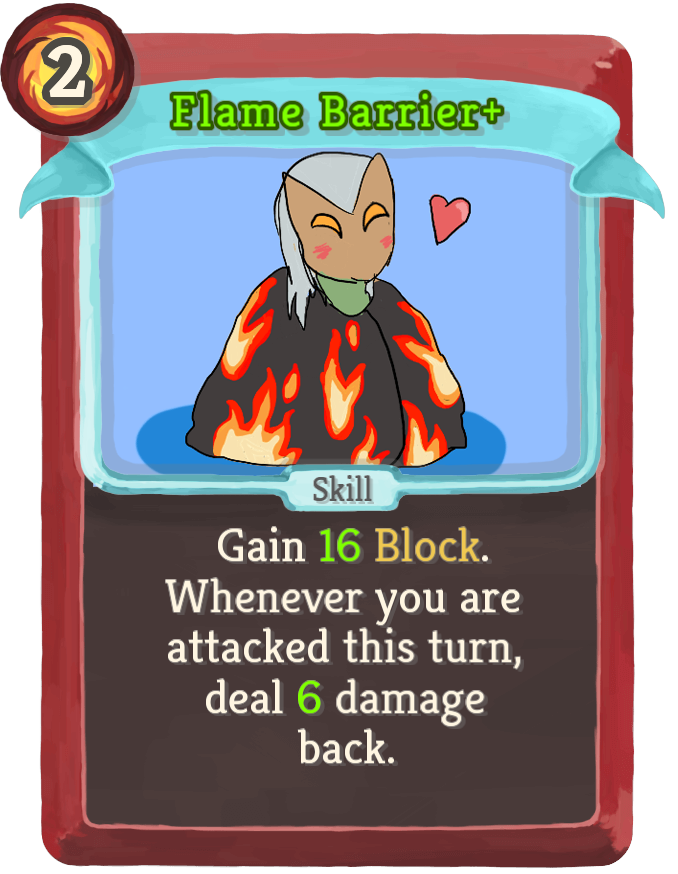 2
Flame Barrier+
Skill
Gain 16 Block.
Whenever you are
attacked this turn,
deal 6 damage
back.